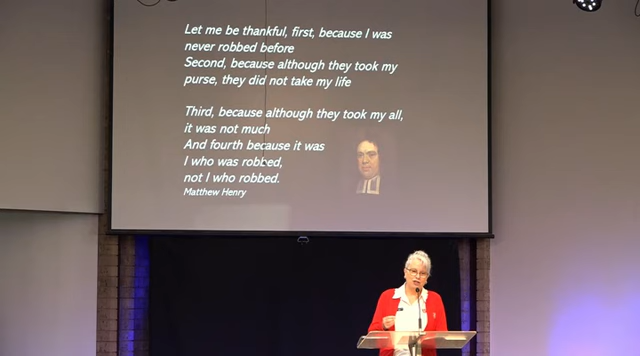 Let me be thankful, first, because I was
never robbed before
Second, because although they took my
purse, they did not take my life
Third, because although they took my all,
it was not much
And fourth because it was
I who was robbed,
not I who robbed.
Matthew Henry